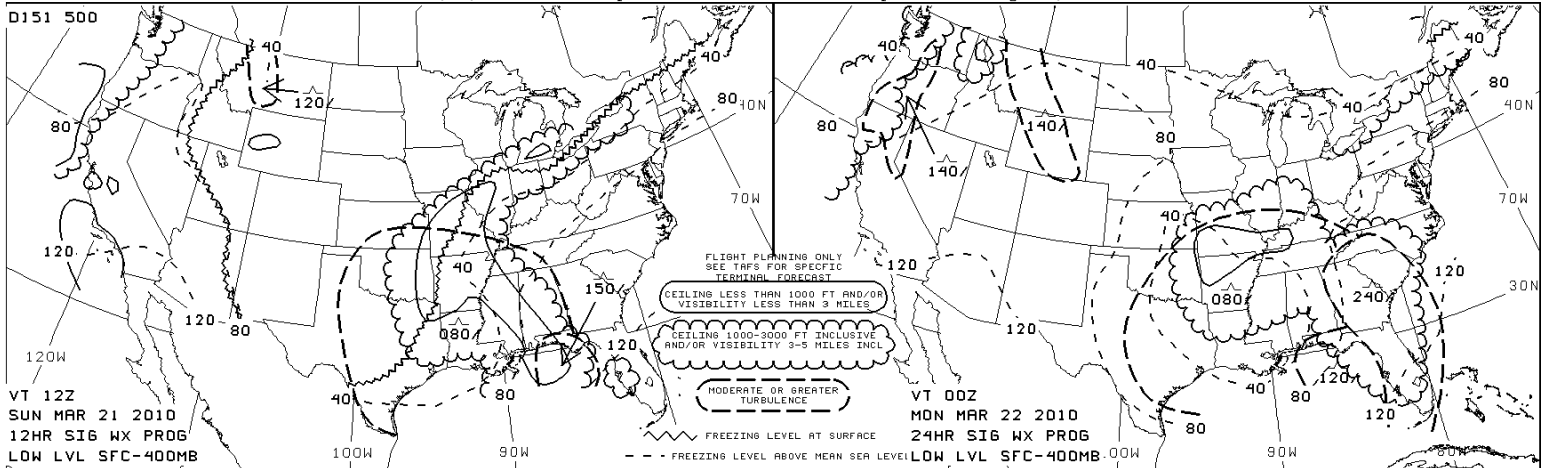 D151 500
40
120/
80
120
120
80
120W
40
40
080/
80
100W
90W
150/
120
40
80
40N
70W
VT 12Z
SUN MAR 21 2010
12HR SIG WX PROG
LOW LVL SFC-400MB
FLIGHT PLANNING ONLY
SEE TAFS FOR SPECFIC
TERMINAL FORECAST
CEILING LESS THAN 1000 FT AND/OR
VISIBILITY LESS THAN 3 MILES
CEILING 1000-3000 FT INCLUSIVE
AND/OR VISIBILITY 3-5 MILES INCL
MODERATE OR GREATER
TURBULENCE
FREEZING LEVEL AT SURFACE
FREEZING LEVEL ABOVE MEAN SEA LEVEL
40
80
140/
140/
40
80
40
40
40
80
40N
70W
120
120
080/
240/
120
30N
40
80
80
120/
120
90W
VT 00Z
MON MAR 22 2010
24HR SIG WX PROG
LOW LVL SFC-400MB